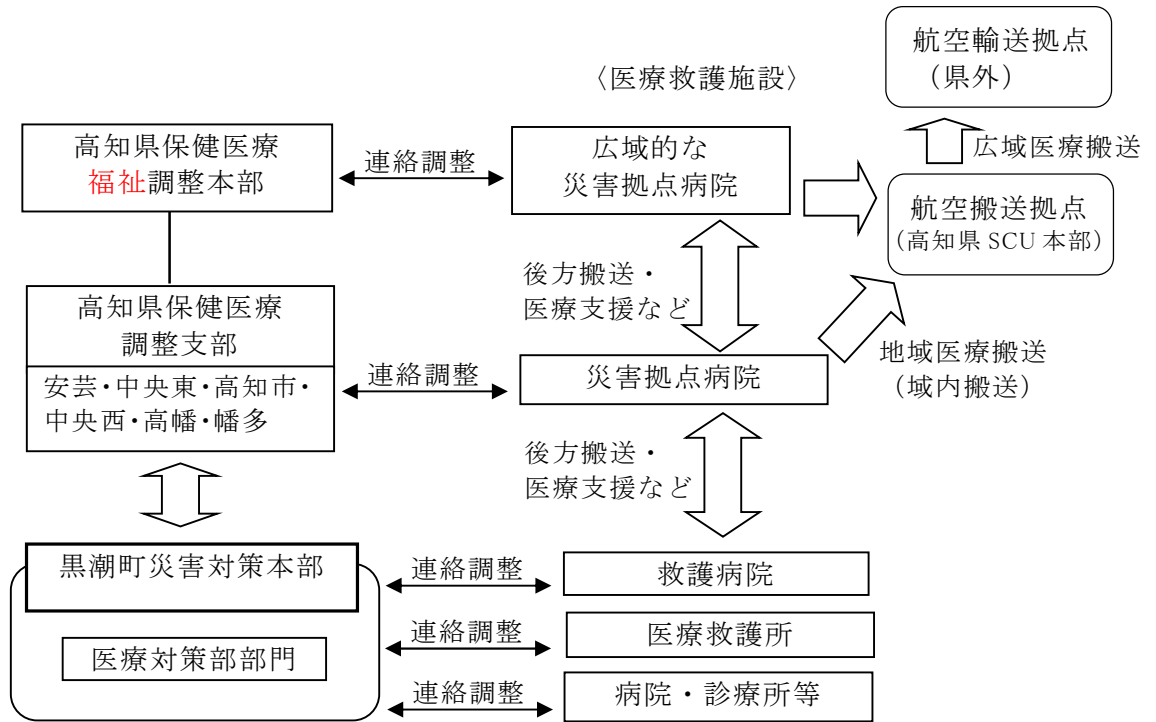 航空輸送拠点
（県外）
〈医療救護施設〉
広域医療搬送
高知県保健医療
福祉調整本部
連絡調整
広域的な
災害拠点病院
航空搬送拠点
（高知県 SCU 本部）
後方搬送・
医療支援など
高知県保健医療
調整支部
安芸・中央東・高知市・
中央西・高幡・幡多
連絡調整
災害拠点病院
地域医療搬送
（域内搬送）
後方搬送・
医療支援など
黒潮町災害対策本部
連絡調整
救護病院
医療対策部部門
連絡調整
医療救護所
連絡調整
病院・診療所等